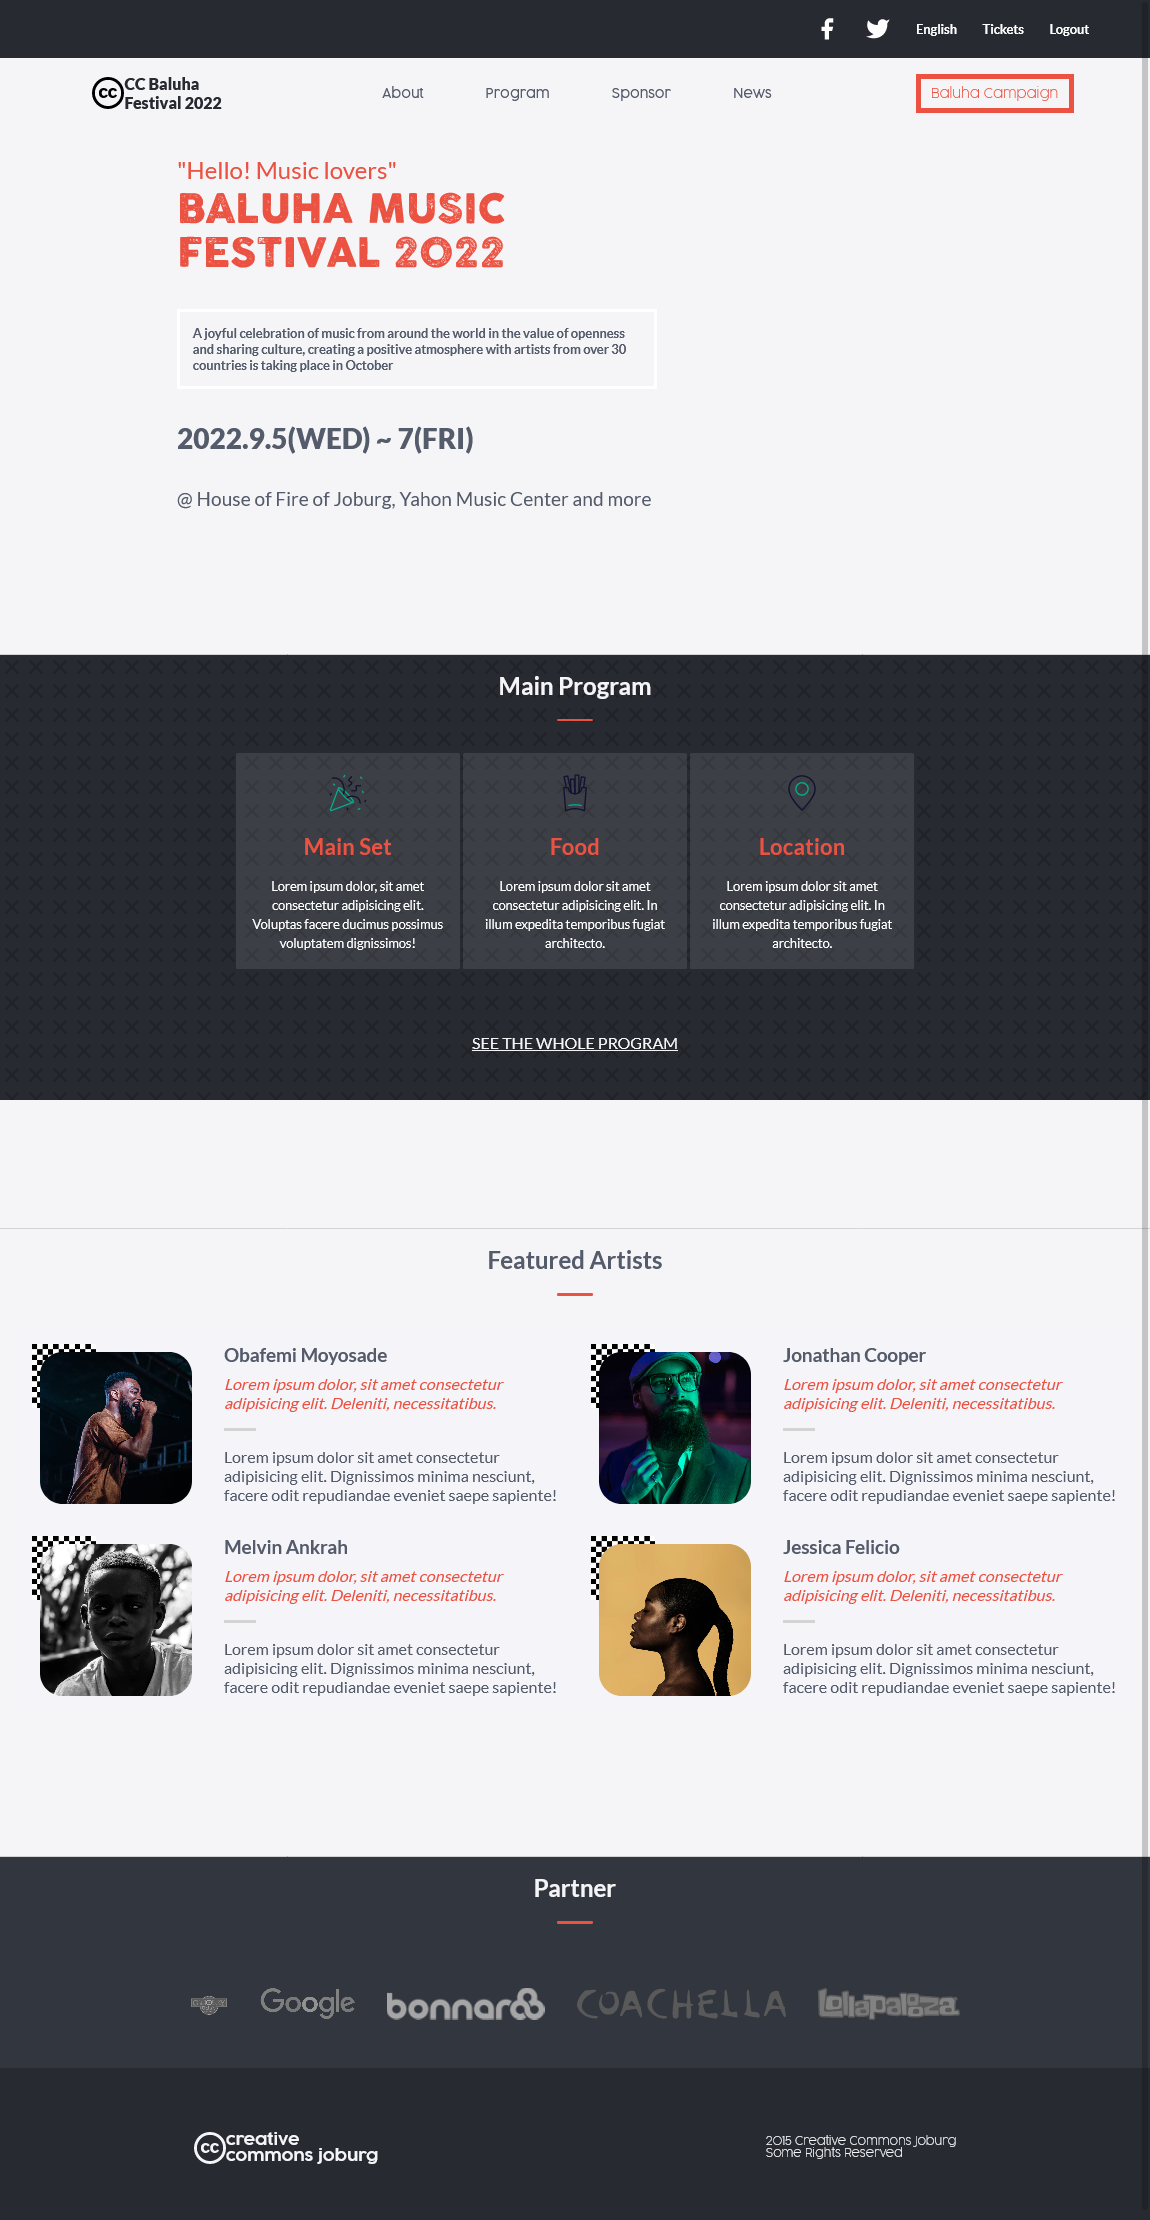 English Tickets Logout
CC Baluha
Festival 2022
About Program Sponsor News Baluha Campaign
"Hello! Music lovers"
BALUHA MUSIC
FESTIVAL 2022
A joyful celebration of music from around the world in the value of openness
and sharing culture, creating a positive atmosphere with artists from over 30
countries is taking place in October
2022.9.5(WED) ~ 7(FRI)
@ House of Fire of Joburg, Yahon Music Center and more
Main Program
Main Set
Lorem ipsum dolor, sit amet
consectetur adipisicing elit.
Voluptas facere ducimus possimus
voluptatem dignissimos!
Food
Lorem ipsum dolor sit amet
consectetur adipisicing elit. In
illum expedita temporibus fugiat
architecto.
Location
Lorem ipsum dolor sit amet
consectetur adipisicing elit. In
illum expedita temporibus fugiat
architecto.
SEE THE WHOLE PROGRAM
Featured Artists
Obafemi Moyosade
Lorem ipsum dolor, sit amet consectetur
adipisicing elit. Deleniti, necessitatibus.
Lorem ipsum dolor sit amet consectetur
adipisicing elit. Dignissimos minima nesciunt,
facere odit repudiandae eveniet saepe sapiente!
Jonathan Cooper
Lorem ipsum dolor, sit amet consectetur
adipisicing elit. Deleniti, necessitatibus.
Lorem ipsum dolor sit amet consectetur
adipisicing elit. Dignissimos minima nesciunt,
facere odit repudiandae eveniet saepe sapiente!
Melvin Ankrah
Lorem ipsum dolor, sit amet consectetur
adipisicing elit. Deleniti, necessitatibus.
Lorem ipsum dolor sit amet consectetur
adipisicing elit. Dignissimos minima nesciunt,
facere odit repudiandae eveniet saepe sapiente!
Jessica Felicio
Lorem ipsum dolor, sit amet consectetur
adipisicing elit. Deleniti, necessitatibus.
Lorem ipsum dolor sit amet consectetur
adipisicing elit. Dignissimos minima nesciunt,
facere odit repudiandae eveniet saepe sapiente!
Partner
Google bonnaroo COACHELLA Lollapalooza
cc creative
commons joburg
2015 Creative Commons Joburg
Some Rights Reserved